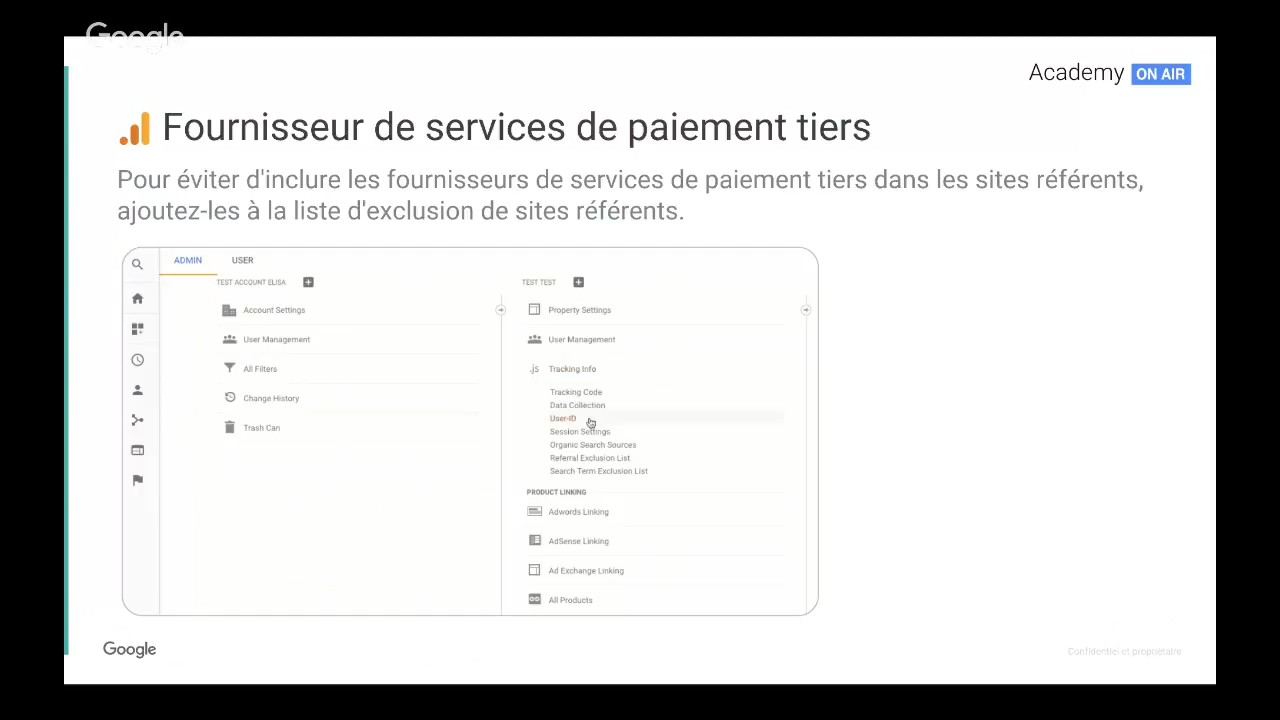 Google
Academy ON AIR
Fournisseur de services de paiement tiers
Pour éviter d'inclure les fournisseurs de services de paiement tiers dans les sites référents,
ajoutez-les à la liste d'exclusion de sites référents.
ADMIN USER
TEST ACCOUNT ELISA
Account Settings
User Management
All Filters
Change History
Trash Can
TEST TEST
Property Settings
User Management
.js Tracking Info
Tracking Code
Data Collection
User-ID
Session Settings
Organic Search Sources
Referral Exclusion List
Search Term Exclusion List
PRODUCT LINKING
Adwords Linking
AdSense Linking
Ad Exchange Linking
All Products
Google
Confidentiel et propriétaire